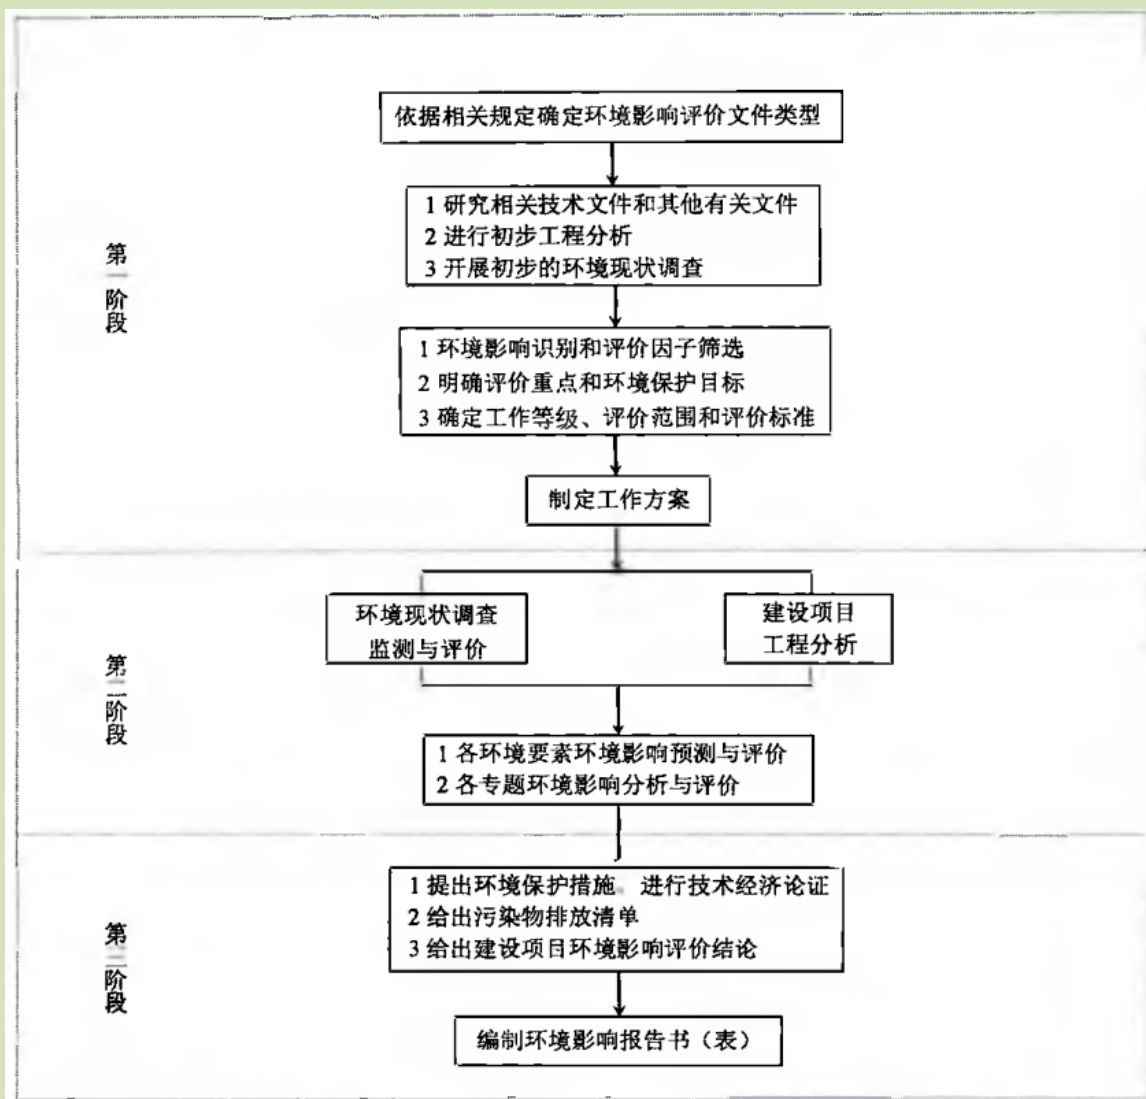 依据相关规定确定环境影响评价文件类型
1 研究相关技术文件和其他有关文件
2 进行初步工程分析
3 开展初步的环境现状调查
第一阶段
1 环境影响识别和评价因子筛选
2 明确评价重点和环境保护目标
3 确定工作等级、评价范围和评价标准
制定工作方案
环境现状调查
监测与评价
建设项目
工程分析
第二阶段
1 各环境要素环境影响预测与评价
2 各专题环境影响分析与评价
1 提出环境保护措施、进行技术经济论证
2 给出污染物排放清单
3 给出建设项目环境影响评价结论
第三阶段
编制环境影响报告书（表）